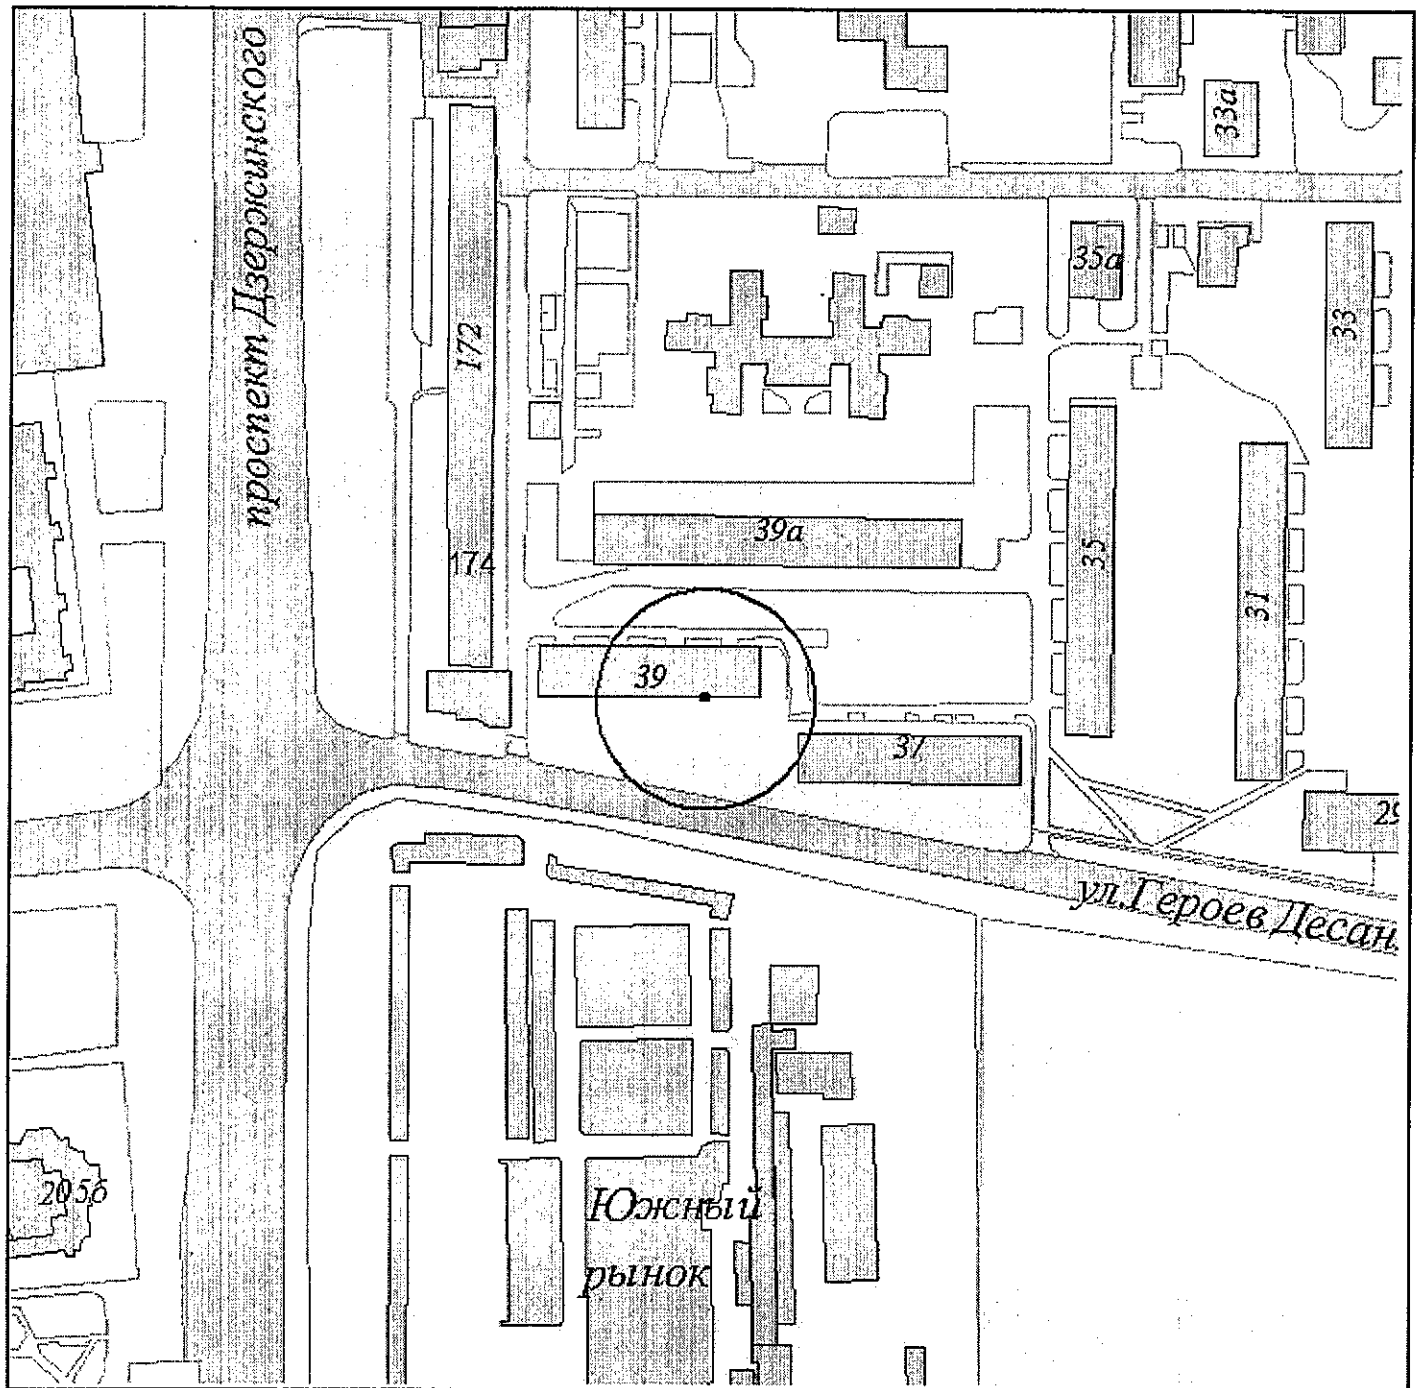 проспект Дзержинского
33а
35а
33
172
39а
174
35
31
39
37
29
ул.Героев Десан
205б
Южный
рынок